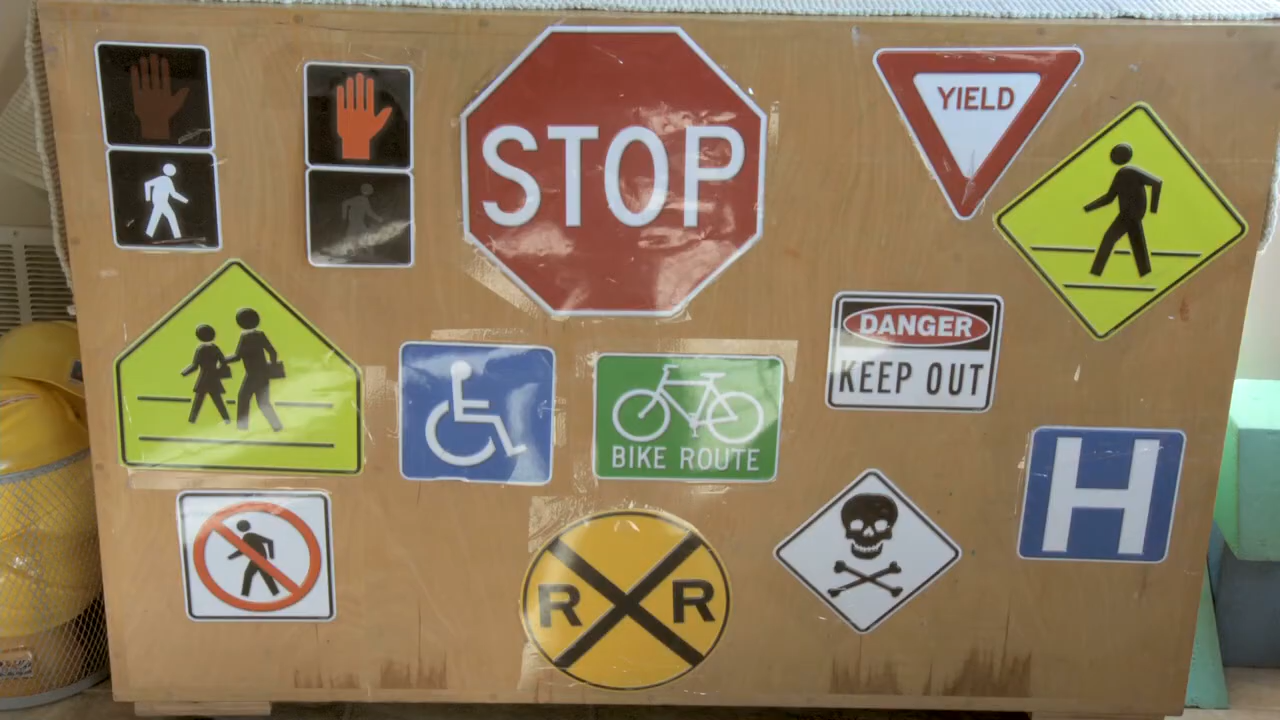 STOP
YIELD
DANGER
KEEP OUT
BIKE ROUTE
H
R R